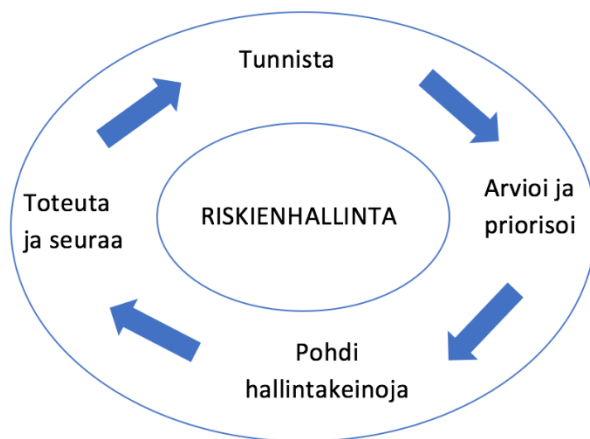 Tunnista
Arvioi ja
priorisoi
Pohdi
hallintakeinoja
Toteuta
ja seuraa
RISKIENHALLINTA